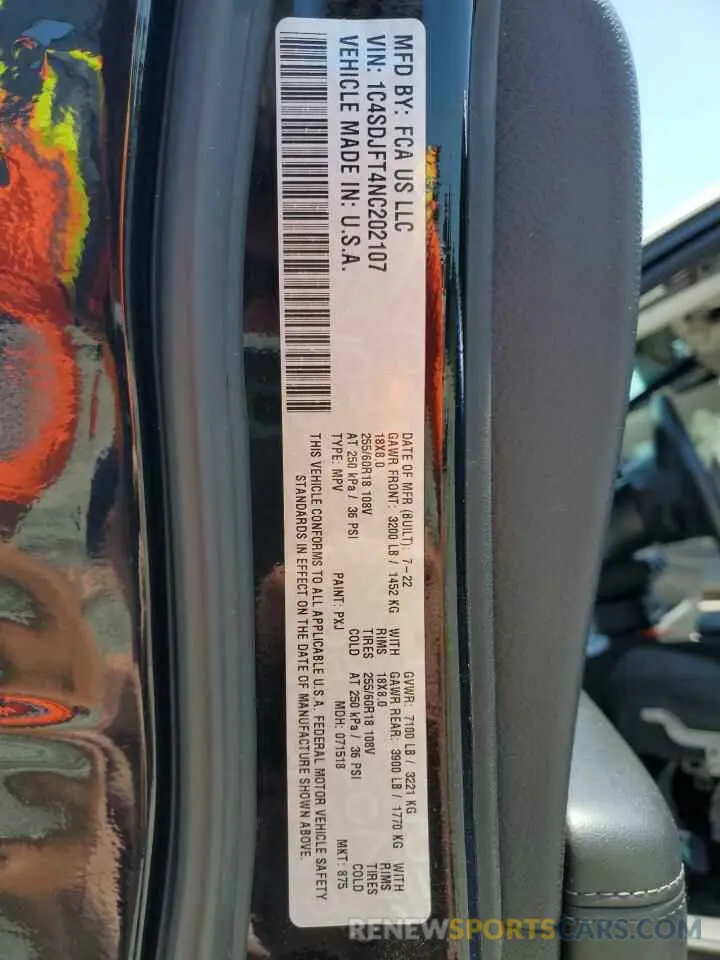 MFD BY: FCA US LLC
VIN: 1C4SDJFT4NC202107
VEHICLE MADE IN: U.S.A.
DATE OF MFR (BUILT): 7-22 GVWR: 7100 LB / 3221 KG
GAWR FRONT: 3200 LB / 1452 KG WITH GAWR REAR: 3900 LB / 1770 KG WITH
18X8.0 RIMS 18X8.0 RIMS
255/60R18 108V TIRES 255/60R18 108V TIRES
AT 250 kPa / 36 PSI COLD AT 250 kPa / 36 PSI COLD
TYPE: MPV PAINT: PXJ MDH: 071518 MKT: 875
THIS VEHICLE CONFORMS TO ALL APPLICABLE U.S.A. FEDERAL MOTOR VEHICLE SAFETY
STANDARDS IN EFFECT ON THE DATE OF MANUFACTURE SHOWN ABOVE.
RENEWSPORTSCARS.COM